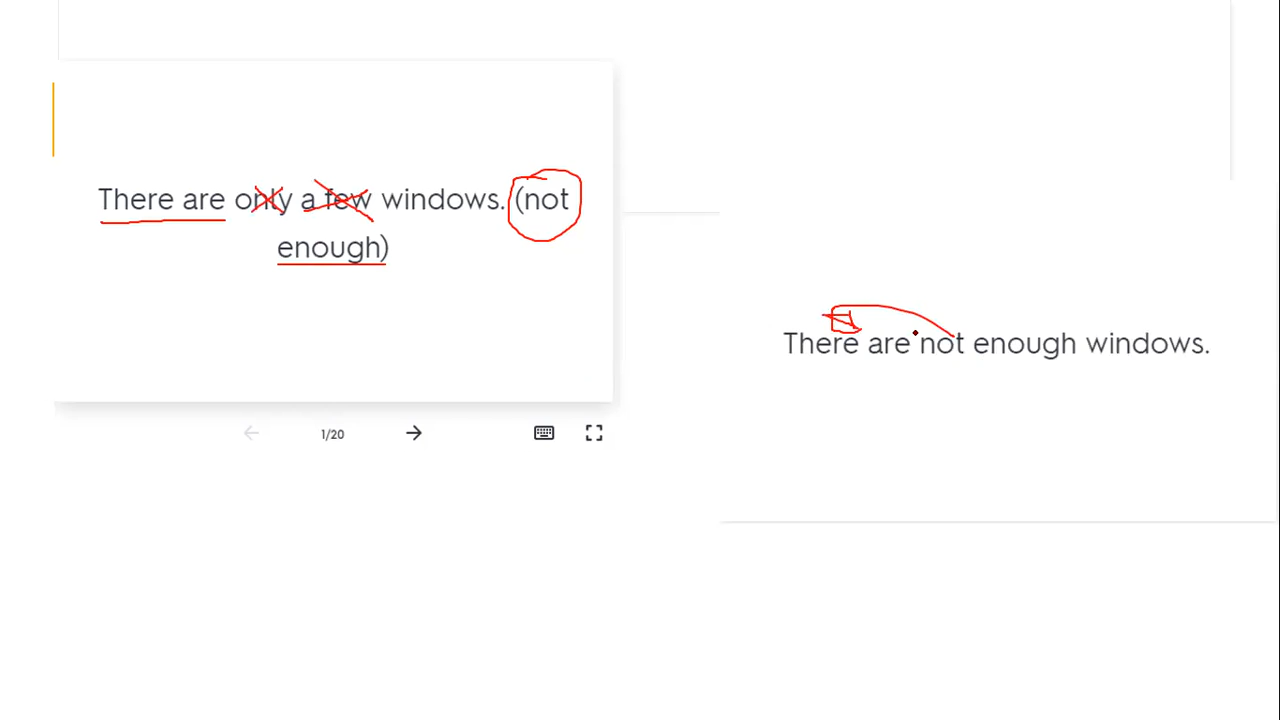 There are only a few windows. (not
enough)
1/20
There are not enough windows.